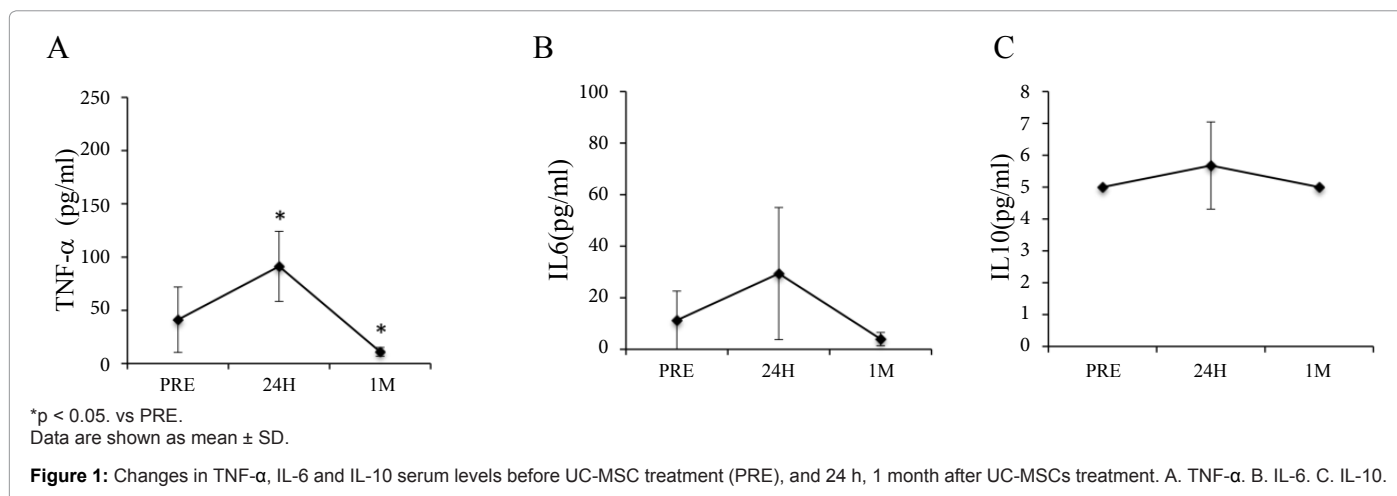 A
B
C
TNF-α (pg/ml)
250
200
150
100
50
0
*
*
PRE
24H
1M
IL6(pg/ml)
100
80
60
40
20
0
PRE
24H
1M
IL10(pg/ml)
8
7
6
5
4
3
2
1
0
PRE
24H
1M
*p < 0.05. vs PRE.
Data are shown as mean ± SD.
Figure 1: Changes in TNF-α, IL-6 and IL-10 serum levels before UC-MSC treatment (PRE), and 24 h, 1 month after UC-MSCs treatment. A. TNF-α. B. IL-6. C. IL-10.